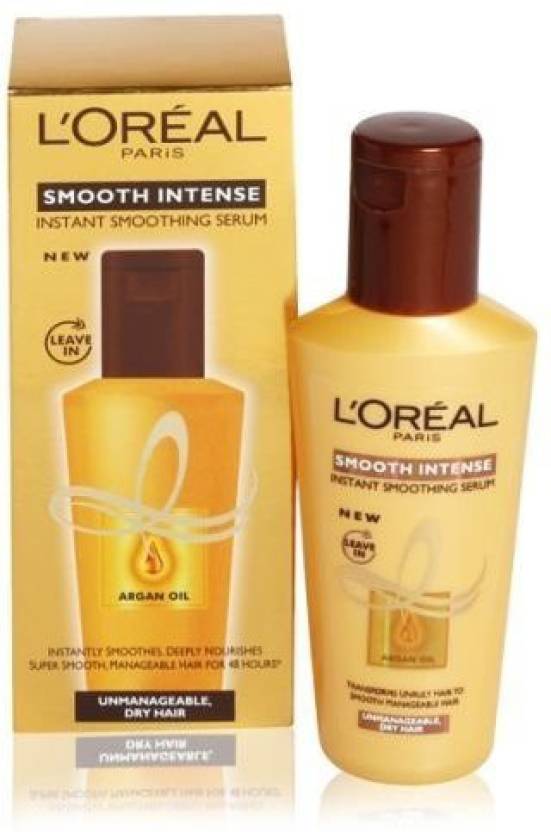 L'ORÉAL
PARIS
SMOOTH INTENSE
INSTANT SMOOTHING SERUM
NEW
LEAVE
IN
ARGAN OIL
INSTANTLY SMOOTHES, DEEPLY NOURISHES
SUPER SMOOTH, MANAGEABLE HAIR FOR 48 HOURS*
UNMANAGEABLE,
DRY HAIR
L'ORÉAL
PARIS
SMOOTH INTENSE
INSTANT SMOOTHING SERUM
NEW
LEAVE
IN
ARGAN OIL
TRANSFORMS UNRULY HAIR TO
SMOOTH MANAGEABLE HAIR
UNMANAGEABLE,
DRY HAIR